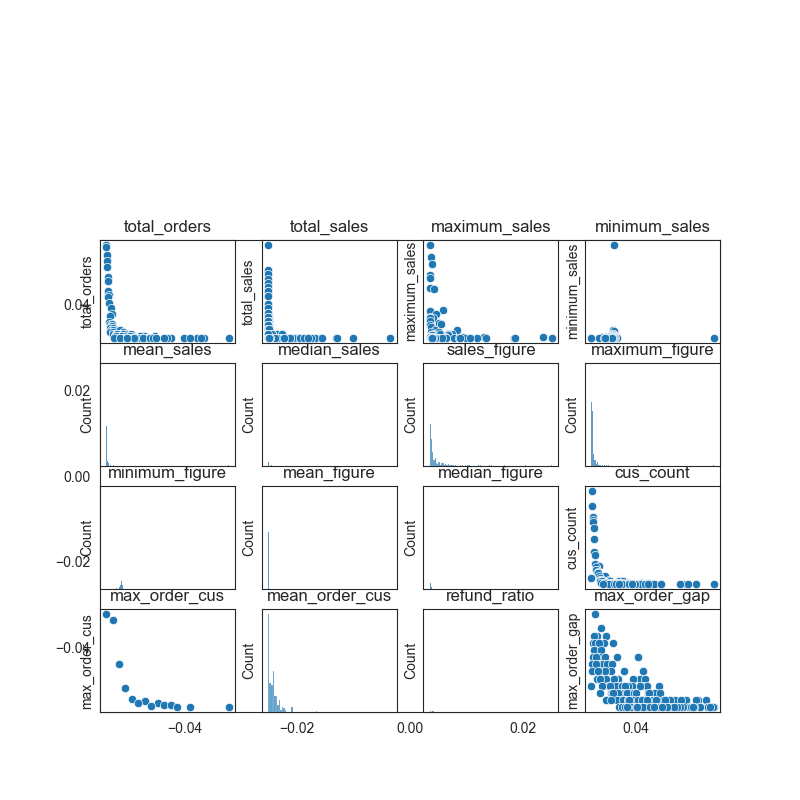 total_orders total_sales maximum_sales minimum_sales
total_orders total_sales maximum_sales minimum_sales
0.04
mean_sales median_sales sales_figure maximum_figure
0.02
Count Count Count
0.00
minimum_figure mean_figure median_figure cus_count
Count Count Count cus_count
−0.02
max_order_cus mean_order_cus refund_ratio max_order_gap
−0.04
max_order_cus Count Count max_order_gap
−0.04 −0.02 0.00 0.02 0.04